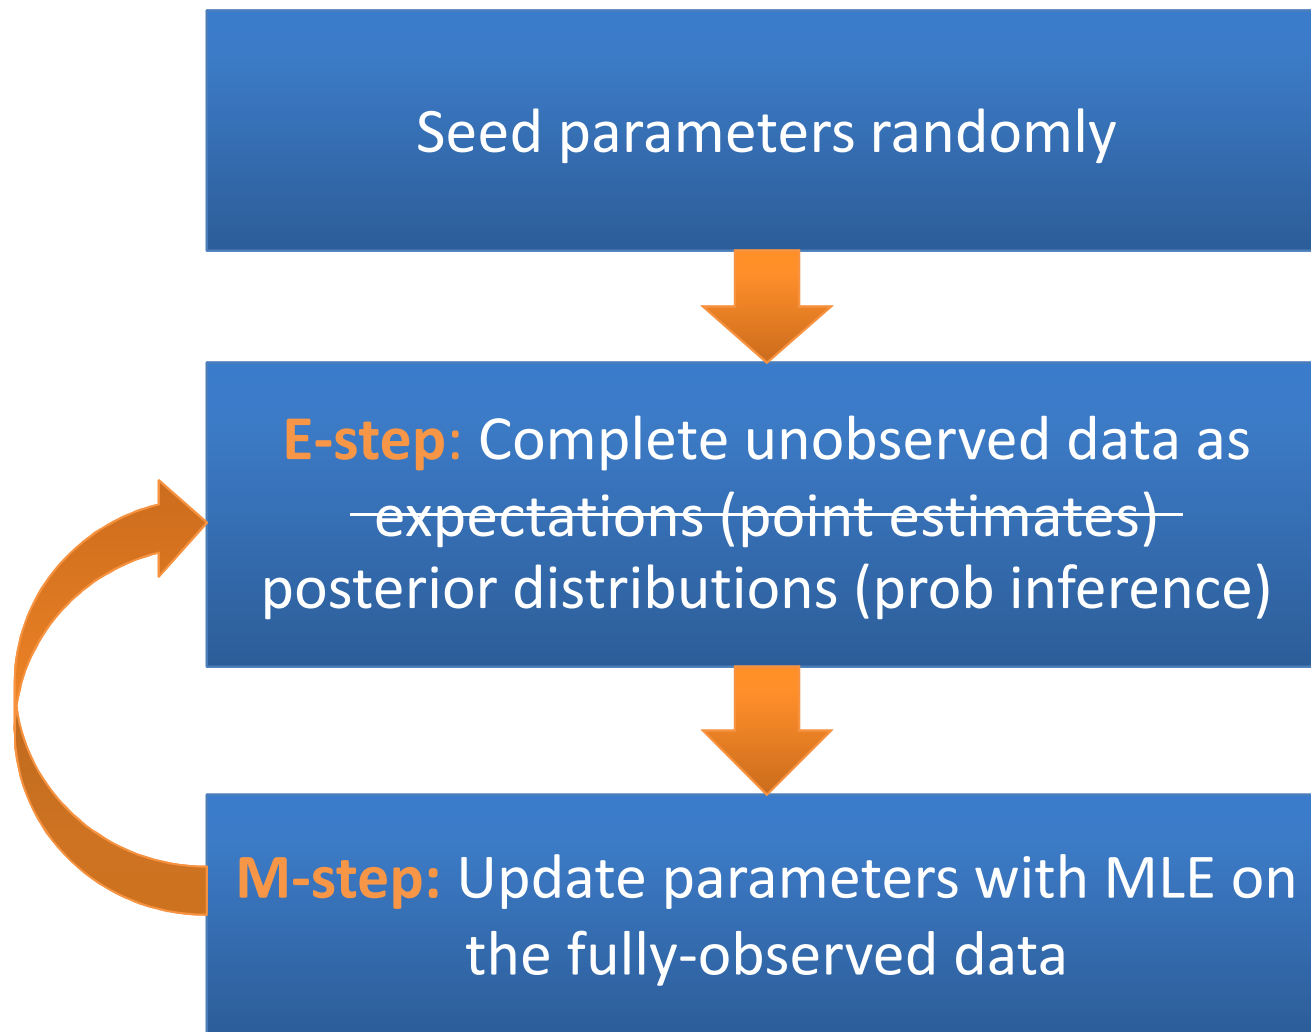 Seed parameters randomly
E-step: Complete unobserved data as
expectations (point estimates)
posterior distributions (prob inference)
M-step: Update parameters with MLE on
the fully-observed data